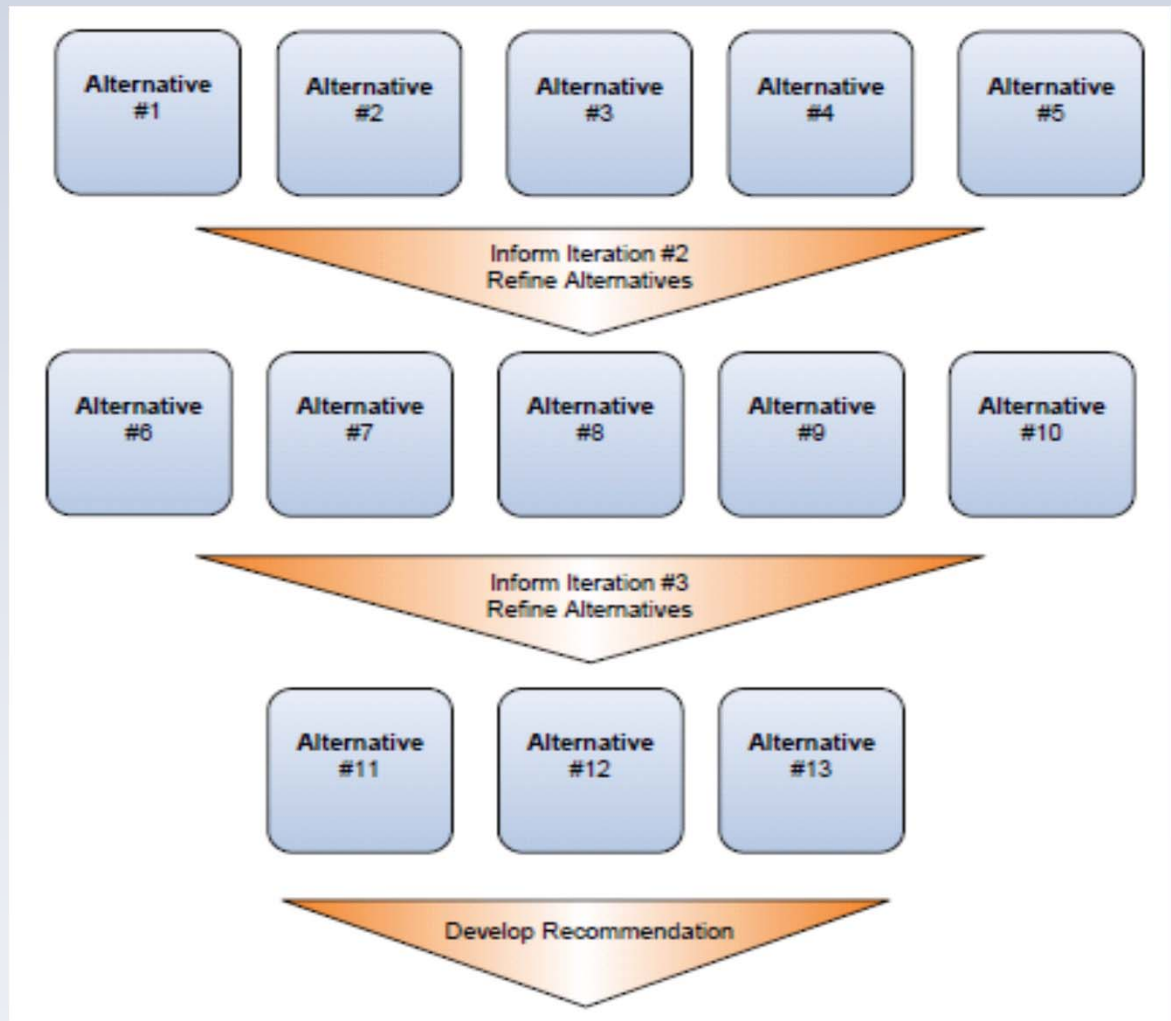 Alternative
#1
Alternative
#2
Alternative
#3
Alternative
#4
Alternative
#5
Inform Iteration #2
Refine Alternatives
Alternative
#6
Alternative
#7
Alternative
#8
Alternative
#9
Alternative
#10
Inform Iteration #3
Refine Alternatives
Alternative
#11
Alternative
#12
Alternative
#13
Develop Recommendation